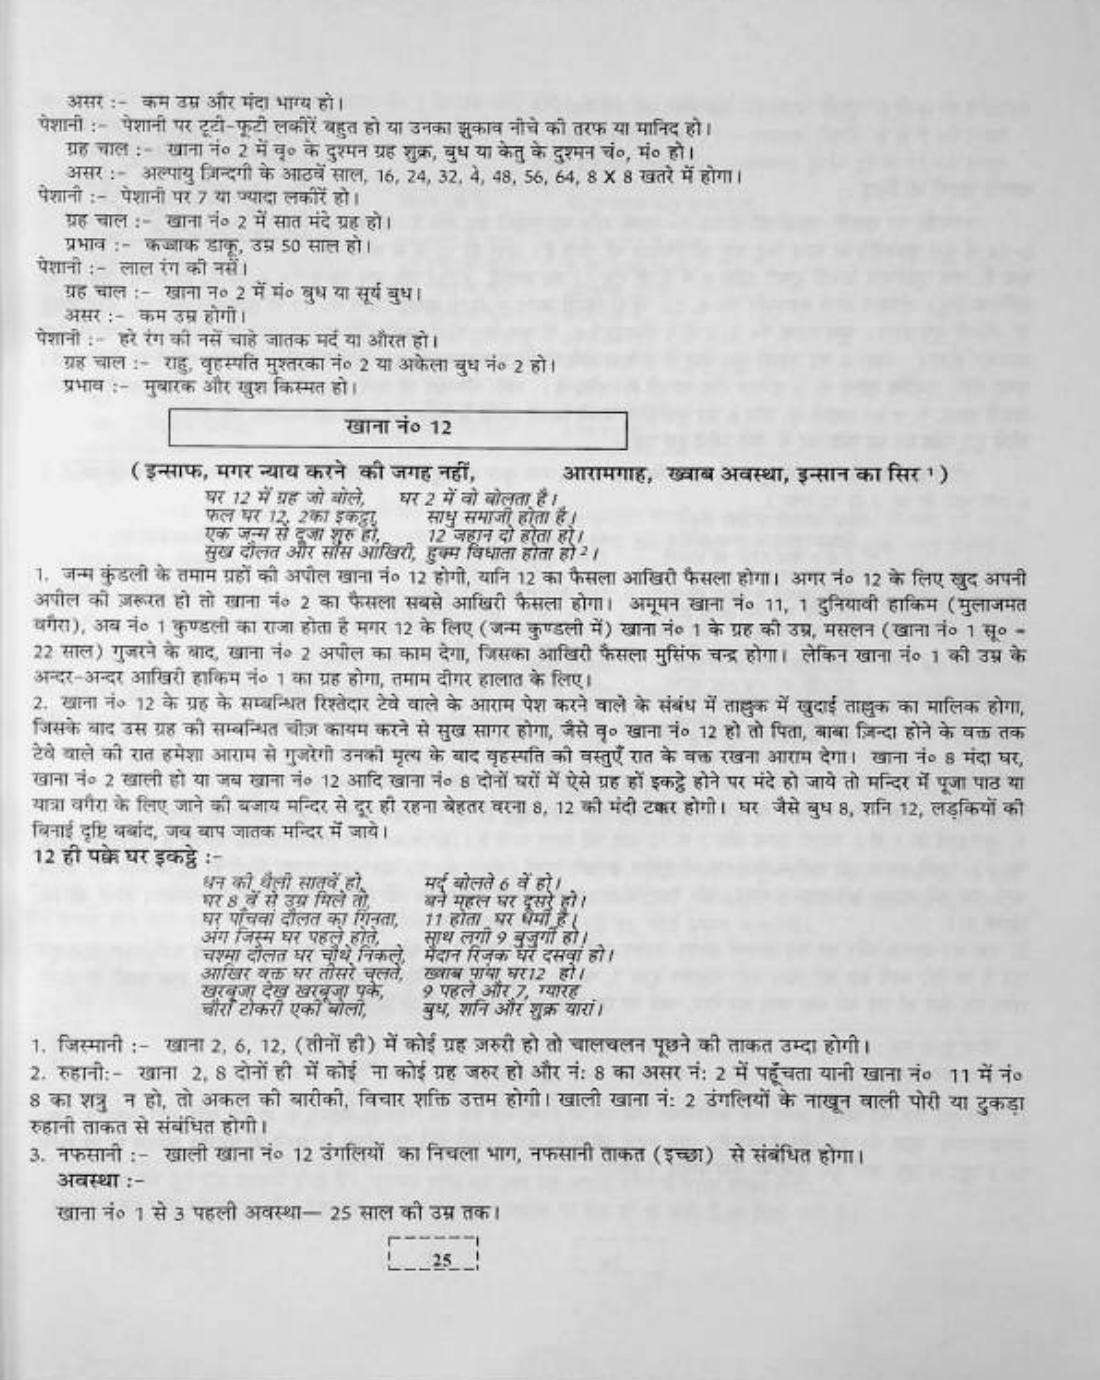 असर :- कम उम्र और मंदा भाग्य हो।
पेशानी :- पेशानी पर टूटी-फूटी लकीरें बहुत हो या उनका झुकाव नीचे की तरफ या मानिंद हो।
ग्रह चाल :- खाना नं० 2 में वृ० के दुश्मन ग्रह शुक्र, बुध या केतु के दुश्मन चं०, मं० हो।
असर :- अल्पायु ज़िन्दगी के आठवें साल, 16, 24, 32, 4, 48, 56, 64, 8 X 8 खतरे में होगा।
पेशानी :- पेशानी पर 7 या ज्यादा लकीरें हो।
ग्रह चाल :- खाना नं० 2 में सात मंदे ग्रह हो।
प्रभाव :- कज्जाक डाकू, उम्र 50 साल हो।
पेशानी :- लाल रंग की नसें।
ग्रह चाल :- खाना न० 2 में मं० बुध या सूर्य बुध।
असर :- कम उम्र होगी।
पेशानी :- हरे रंग की नसें चाहे जातक मर्द या औरत हो।
ग्रह चाल :- राहु, वृहस्पति मुश्तरका नं० 2 या अकेला बुध नं० 2 हो।
प्रभाव :- मुबारक और खुश किस्मत हो।
खाना नं० 12
( इन्साफ, मगर न्याय करने की जगह नहीं, आरामगाह, ख्वाब अवस्था, इन्सान का सिर ¹ )
घर 12 में ग्रह जो बोले, घर 2 में वो बोलता है।
फल घर 12, 2का इकट्ठा, साधु समाजी होता है।
एक जन्म से दूजा शुरु हो, 12 जहान दो होता हो।
सुख दौलत और साँस आखिरी, हुक्म विधाता होता हो ²।
1. जन्म कुंडली के तमाम ग्रहों की अपील खाना नं० 12 होगी, यानि 12 का फैसला आखिरी फैसला होगा। अगर नं० 12 के लिए खुद अपनी
अपील की ज़रूरत हो तो खाना नं० 2 का फैसला सबसे आखिरी फैसला होगा। अमूमन खाना नं० 11, 1 दुनियावी हाकिम (मुलाजमत
वगैरा), अब नं० 1 कुण्डली का राजा होता है मगर 12 के लिए (जन्म कुण्डली में) खाना नं० 1 के ग्रह की उम्र, मसलन (खाना नं० 1 सू० =
22 साल) गुजरने के बाद, खाना नं० 2 अपील का काम देगा, जिसका आखिरी फैसला मुसिंफ चन्द्र होगा। लेकिन खाना नं० 1 की उम्र के
अन्दर-अन्दर आखिरी हाकिम नं० 1 का ग्रह होगा, तमाम दीगर हालात के लिए।
2. खाना नं० 12 के ग्रह के सम्बन्धित रिश्तेदार टेवे वाले के आराम पेश करने वाले के संबंध में ताल्लुक में खुदाई ताल्लुक का मालिक होगा,
जिसके बाद उस ग्रह की सम्बन्धित चीज़ कायम करने से सुख सागर होगा, जैसे वृ० खाना नं० 12 हो तो पिता, बाबा ज़िन्दा होने के वक्त तक
टेवे वाले की रात हमेशा आराम से गुजरेगी उनकी मृत्य के बाद वृहस्पति की वस्तुएँ रात के वक्त रखना आराम देगा। खाना नं० 8 मंदा घर,
खाना नं० 2 खाली हो या जब खाना नं० 12 आदि खाना नं० 8 दोनों घरों में ऐसे ग्रह हों इकट्ठे होने पर मंदे हो जाये तो मन्दिर में पूजा पाठ या
यात्रा वगैरा के लिए जाने की बजाय मन्दिर से दूर ही रहना बेहतर वरना 8, 12 की मंदी टक्कर होगी। घर जैसे बुध 8, शनि 12, लड़कियों की
बिनाई दृष्टि बर्बाद, जब बाप जातक मन्दिर में जाये।
12 ही पक्के घर इकट्ठे :-
धन की थैली सातवें हो, मर्द बोलते 6 वें हो।
घर 8 वें से उम्र मिले तो, बने महल घर दूसरे हो।
घर पाँचवां दौलत का गिनता, 11 होता घर धर्मी है।
अंग जिस्म घर पहले होते, साथ लगी 9 बुजुर्गी हो।
चश्मा दौलत घर चौथे निकले, मैदान रिजक घर दसवां हो।
आखिर वक्त घर तीसरे चलते, ख्वाब पाया घर12 हो।
खरबूजा देख खरबूजा पके, 9 पहले और 7, ग्यारह
चौरों टोकरी एको बोली, बुध, शनि और शुक्र यारां।
1. जिस्मानी :- खाना 2, 6, 12, (तीनों ही) में कोई ग्रह ज़रुरी हो तो चालचलन पूछने की ताकत उम्दा होगी।
2. रुहानी:- खाना 2, 8 दोनों ही में कोई ना कोई ग्रह जरुर हो और नं: 8 का असर नं: 2 में पहुँचता यानी खाना नं० 11 में नं०
8 का शत्रु न हो, तो अकल की बारीकी, विचार शक्ति उत्तम होगी। खाली खाना नं: 2 उंगलियों के नाखून वाली पोरी या टुकड़ा
रुहानी ताकत से संबंधित होगी।
3. नफसानी :- खाली खाना नं० 12 उंगलियों का निचला भाग, नफसानी ताकत (इच्छा) से संबंधित होगा।
अवस्था :-
खाना नं० 1 से 3 पहली अवस्था— 25 साल की उम्र तक।
25